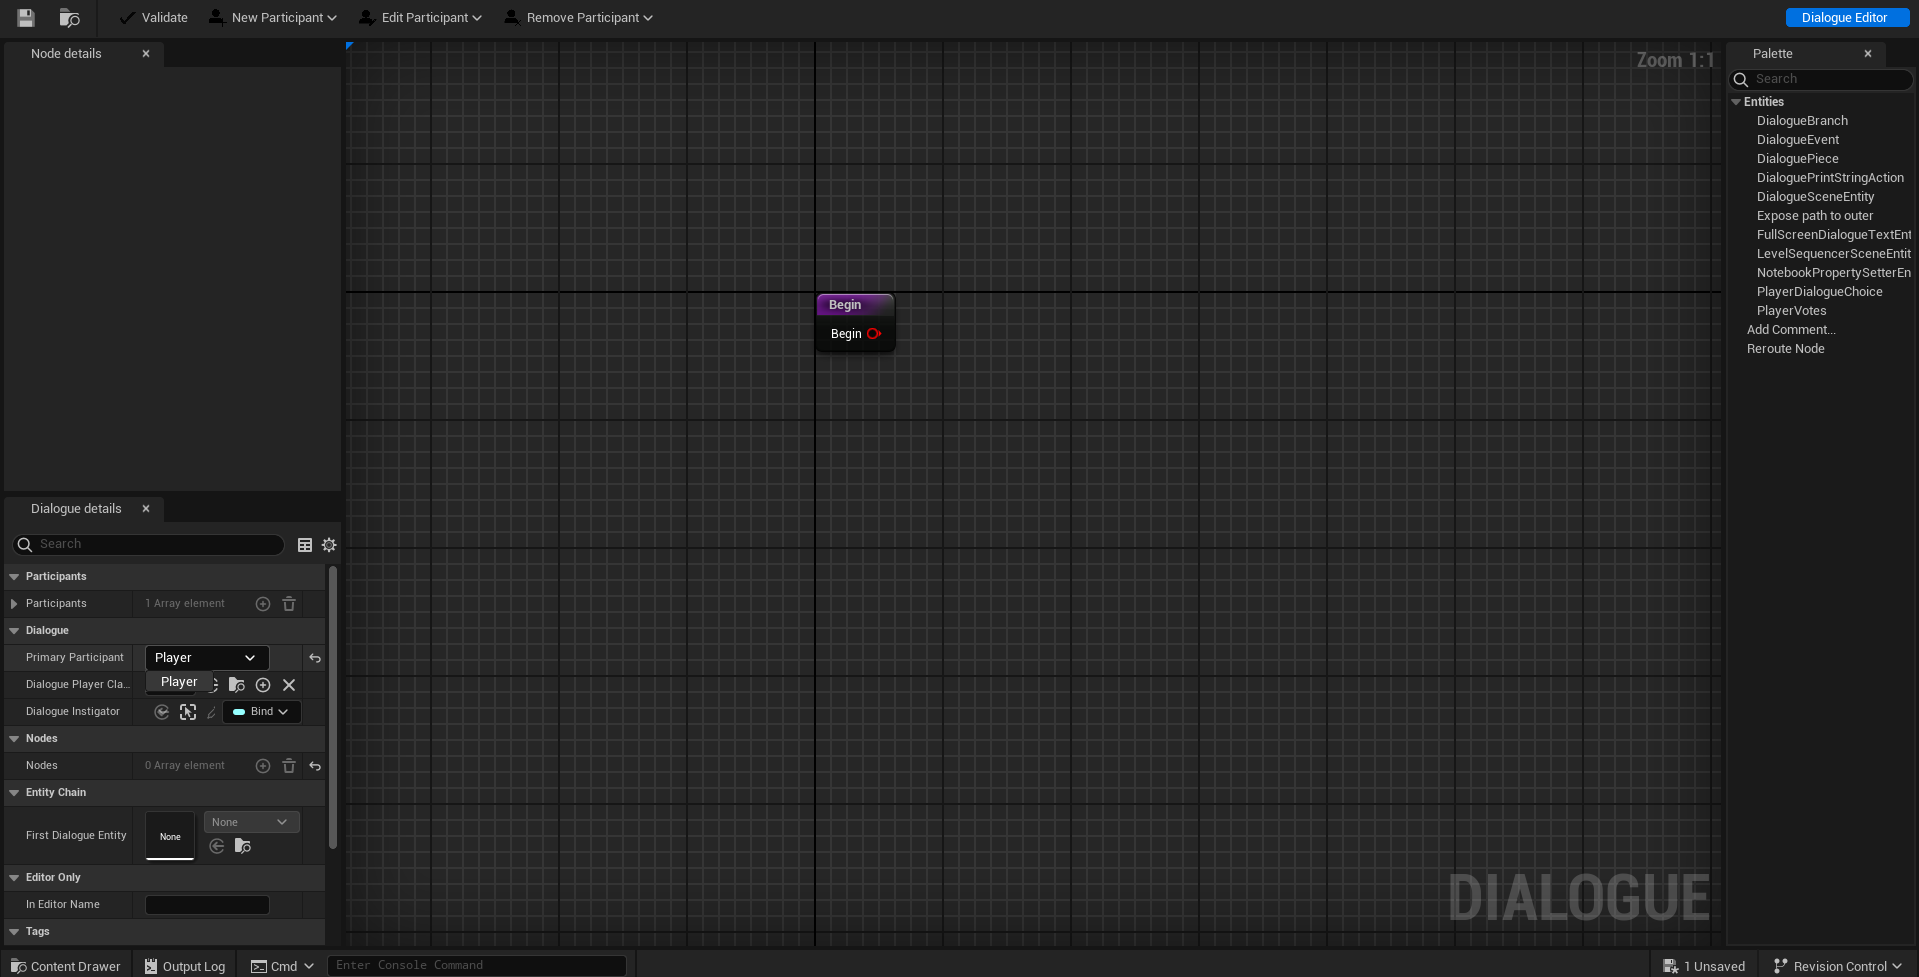 Validate
New Participant
Edit Participant
Remove Participant
Dialogue Editor
Node details
Zoom 1:1
Palette
Search
Entities
DialogueBranch
DialogueEvent
DialoguePiece
DialoguePrintStringAction
DialogueSceneEntity
Expose path to outer
FullScreenDialogueTextEnt
LevelSequencerSceneEntit
NotebookPropertySetterEn
PlayerDialogueChoice
PlayerVotes
Add Comment...
Reroute Node
Begin
Begin
Dialogue details
Search
Participants
Participants 1 Array element
Dialogue
Primary Participant Player
Player
Dialogue Player Cla...
Dialogue Instigator Bind
Nodes
Nodes 0 Array element
Entity Chain
First Dialogue Entity None None
Editor Only
In Editor Name
Tags
DIALOGUE
Content Drawer
Output Log
Cmd
Enter Console Command
1 Unsaved
Revision Control